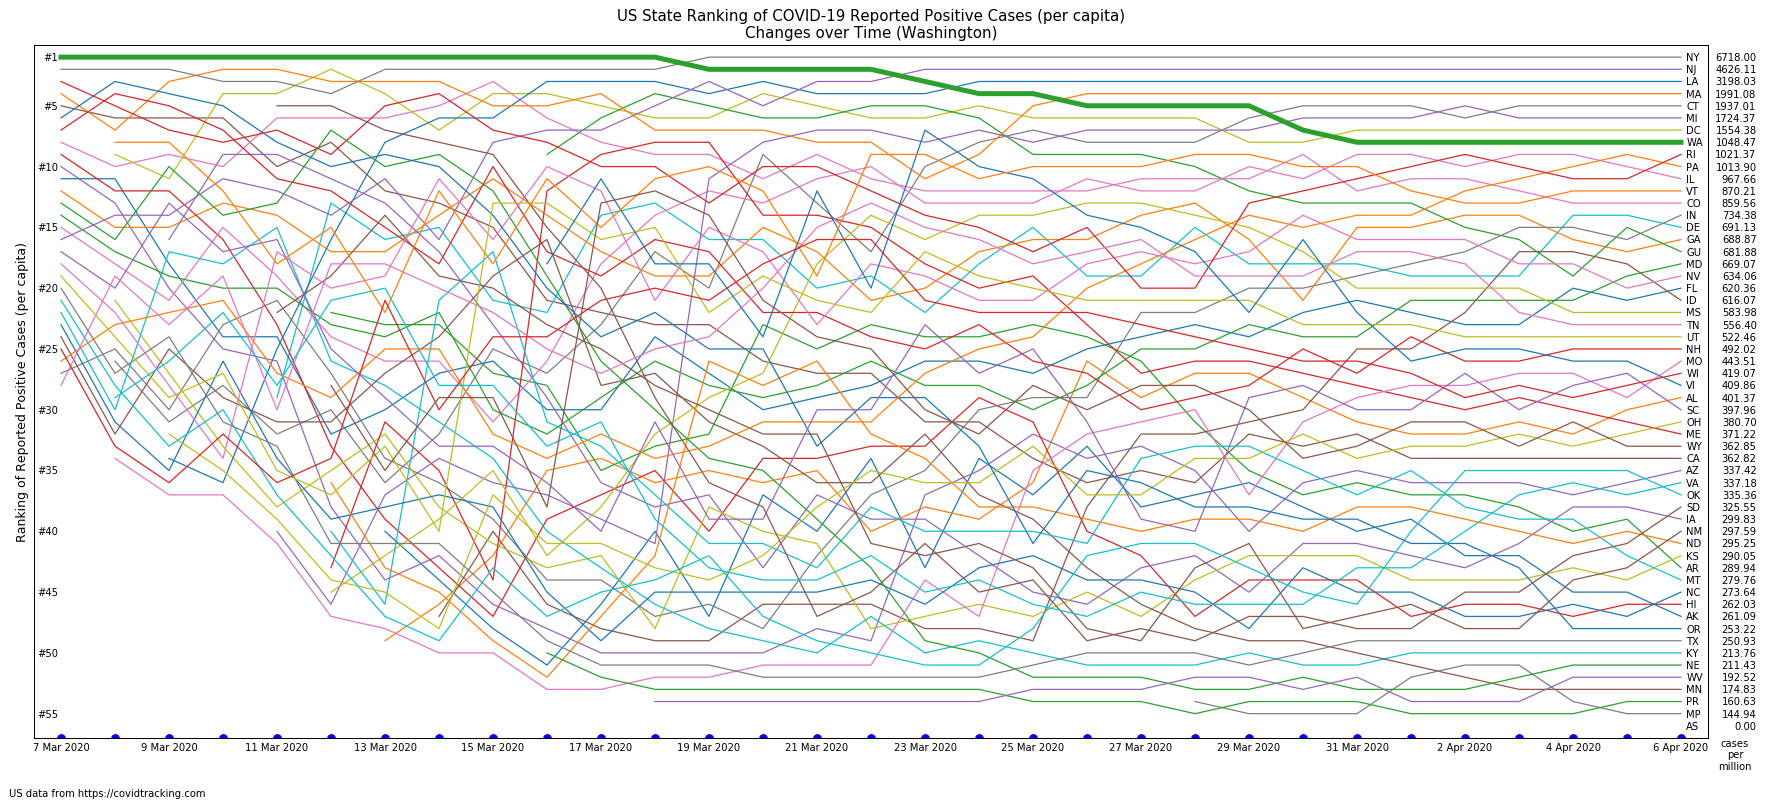 US State Ranking of COVID-19 Reported Positive Cases (per capita)
Changes over Time (Washington)
Ranking of Reported Positive Cases (per capita)
#1
#5
#10
#15
#20
#25
#30
#35
#40
#45
#50
#55
NY 6718.00
NJ 4626.11
LA 3198.03
MA 1991.08
CT 1937.01
MI 1724.37
DC 1554.38
WA 1048.47
RI 1021.37
PA 1013.90
IL 967.66
VT 870.21
CO 859.56
IN 734.38
DE 691.13
GA 688.87
GU 681.88
MD 669.07
NV 634.06
FL 620.36
ID 616.07
MS 583.98
TN 556.40
UT 522.46
NH 492.02
MO 443.51
WI 419.07
VI 409.86
AL 401.37
SC 397.96
OH 380.70
ME 371.22
WY 362.85
CA 362.82
AZ 337.42
VA 337.18
OK 335.36
SD 325.55
IA 299.83
NM 297.59
ND 295.25
KS 290.05
AR 289.94
MT 279.76
NC 273.64
HI 262.03
AK 261.09
OR 253.22
TX 250.93
KY 213.76
NE 211.43
WV 192.52
MN 174.83
PR 160.63
MP 144.94
AS 0.00
7 Mar 2020 9 Mar 2020 11 Mar 2020 13 Mar 2020 15 Mar 2020 17 Mar 2020 19 Mar 2020 21 Mar 2020 23 Mar 2020 25 Mar 2020 27 Mar 2020 29 Mar 2020 31 Mar 2020 2 Apr 2020 4 Apr 2020 6 Apr 2020
cases
per
million
US data from https://covidtracking.com